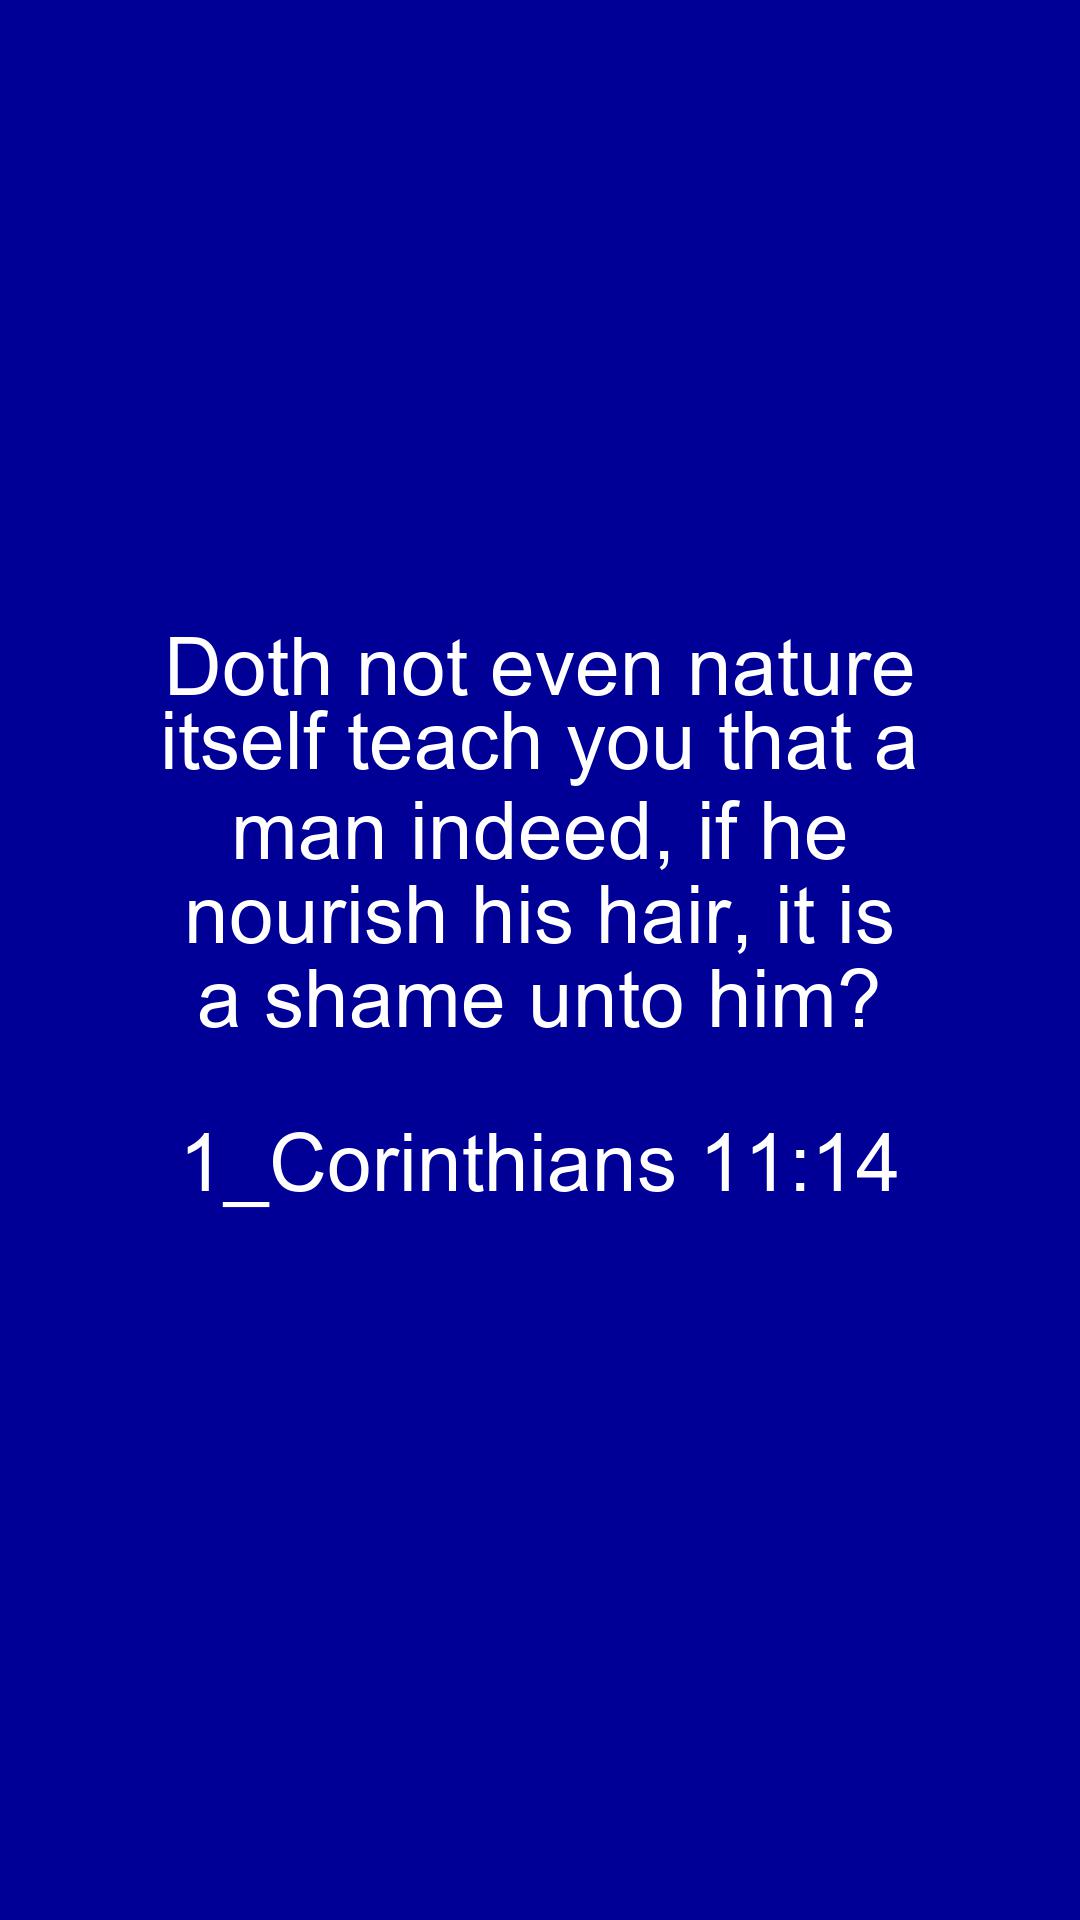 Doth not even nature
itself teach you that a
man indeed, if he
nourish his hair, it is
a shame unto him?
1_Corinthians 11:14